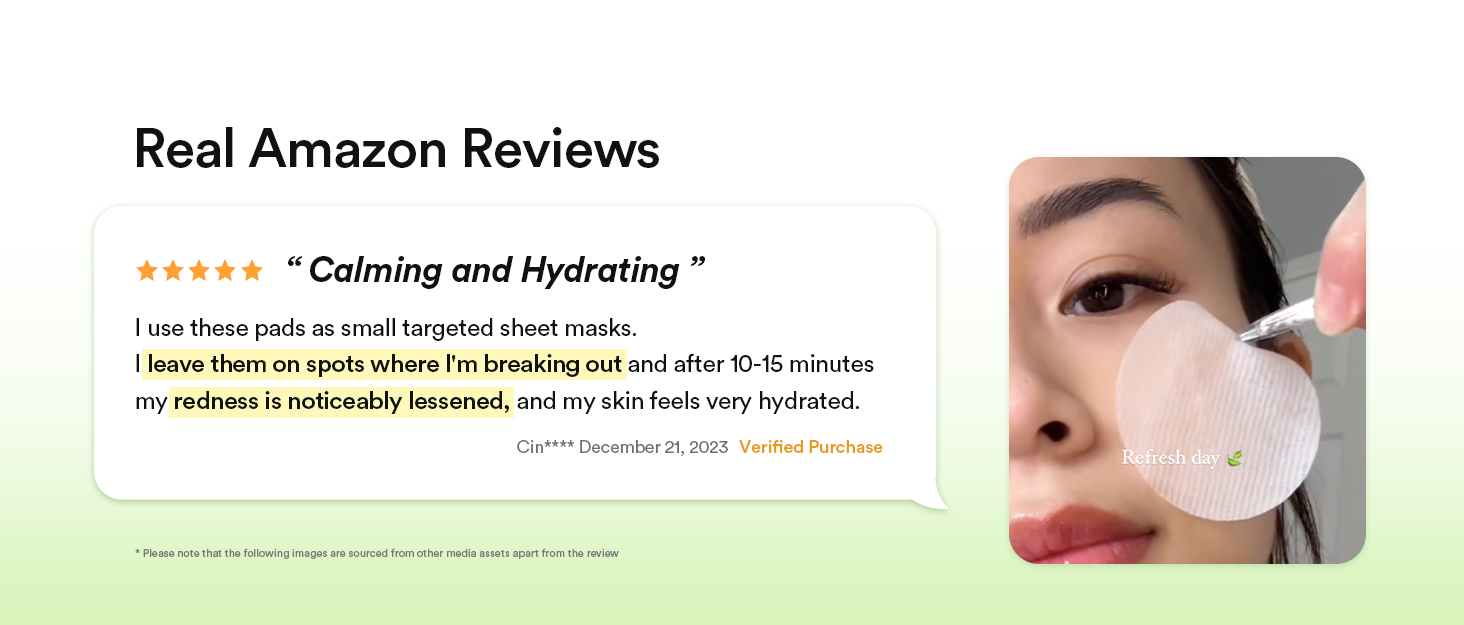 Real Amazon Reviews
“ Calming and Hydrating ”
I use these pads as small targeted sheet masks.
I leave them on spots where I'm breaking out and after 10-15 minutes
my redness is noticeably lessened, and my skin feels very hydrated.
Cin**** December 21, 2023 Verified Purchase
* Please note that the following images are sourced from other media assets apart from the review
Refresh day